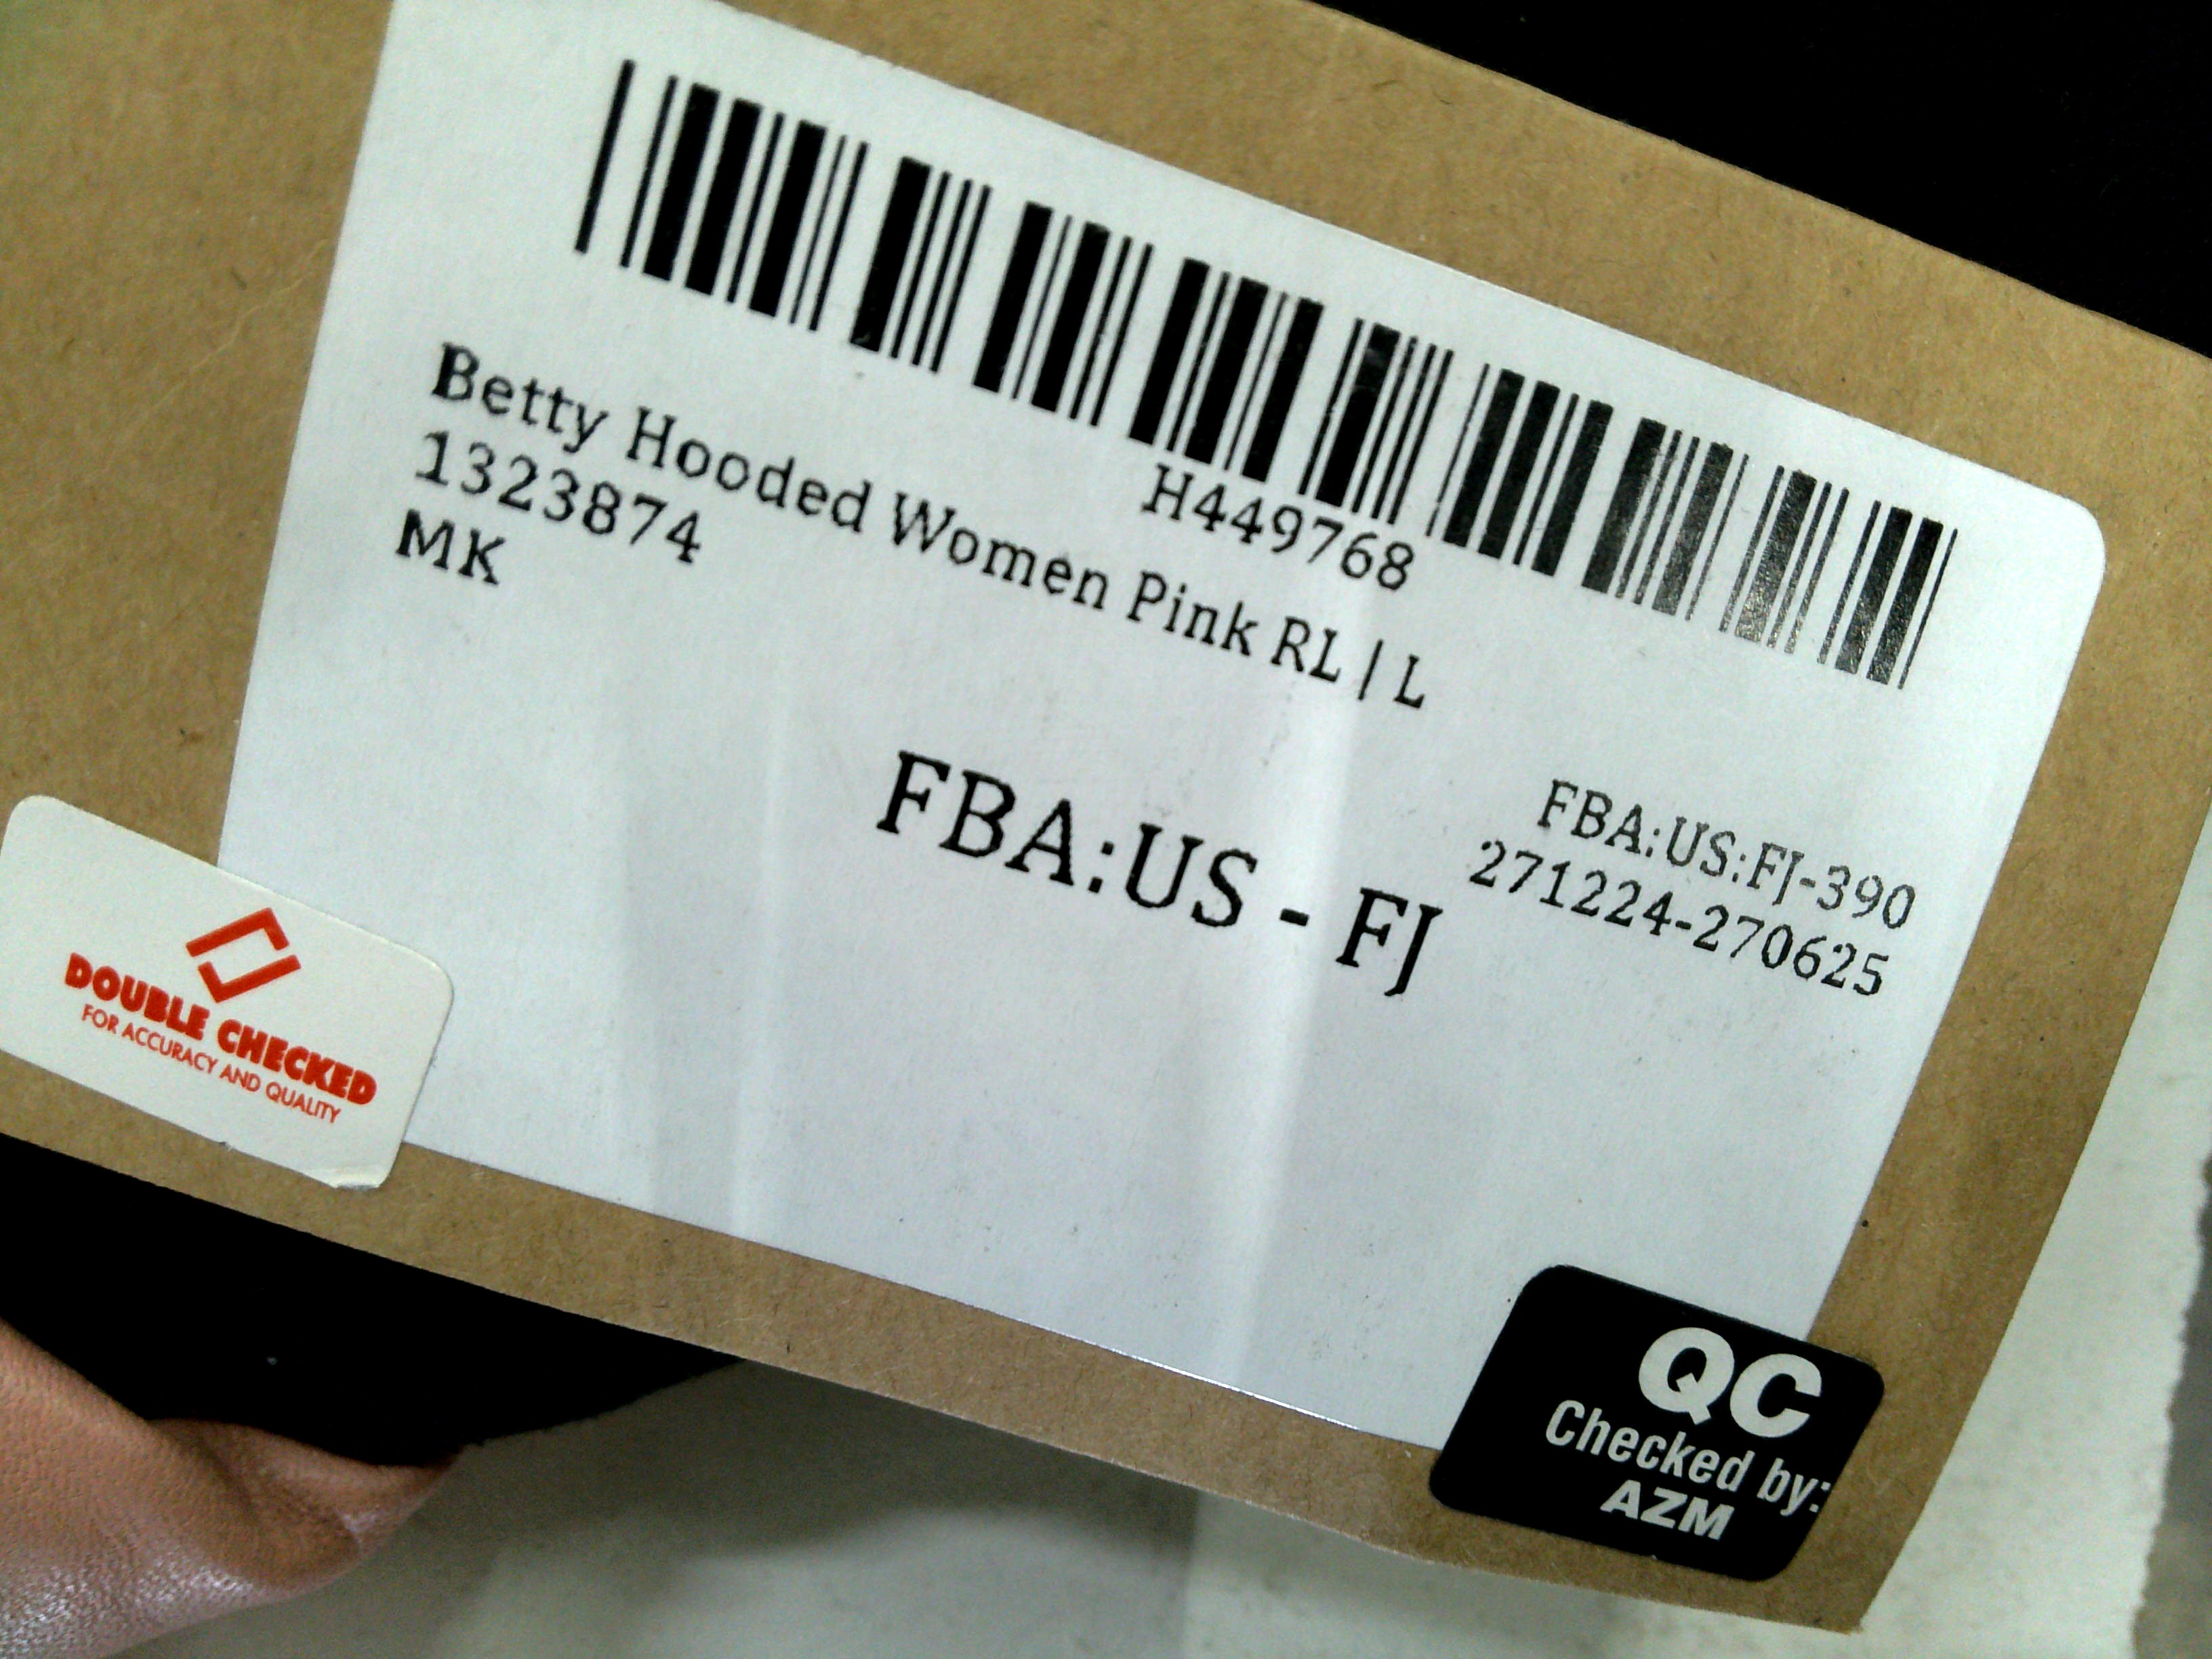 H449768
Betty Hooded Women Pink RL | L
1323874
MK
FBA:US - FJ
FBA:US:FJ-390
271224-270625
DOUBLE CHECKED
FOR ACCURACY AND QUALITY
QC
Checked by:
AZM